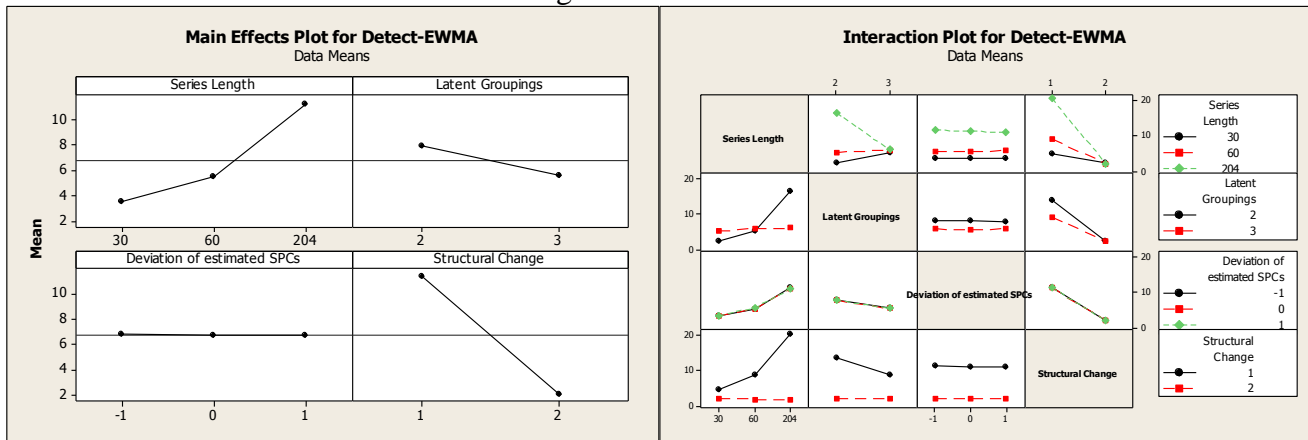 Main Effects Plot for Detect-EWMA
Data Means
Series Length
Latent Groupings
10
8
6
4
2
30
60
204
2
3
Deviation of estimated SPCs
Structural Change
10
8
6
4
2
-1
0
1
1
2
Mean
Interaction Plot for Detect-EWMA
Data Means
2
3
1
2
Series Length
20
10
0
Series
Length
30
60
204
20
10
0
Latent Groupings
Latent
Groupings
2
3
Deviation of estimated SPCs
20
10
0
Deviation of
estimated SPCs
-1
0
1
20
10
0
Structural Change
Structural
Change
1
2
30
60
204
-1
0
1